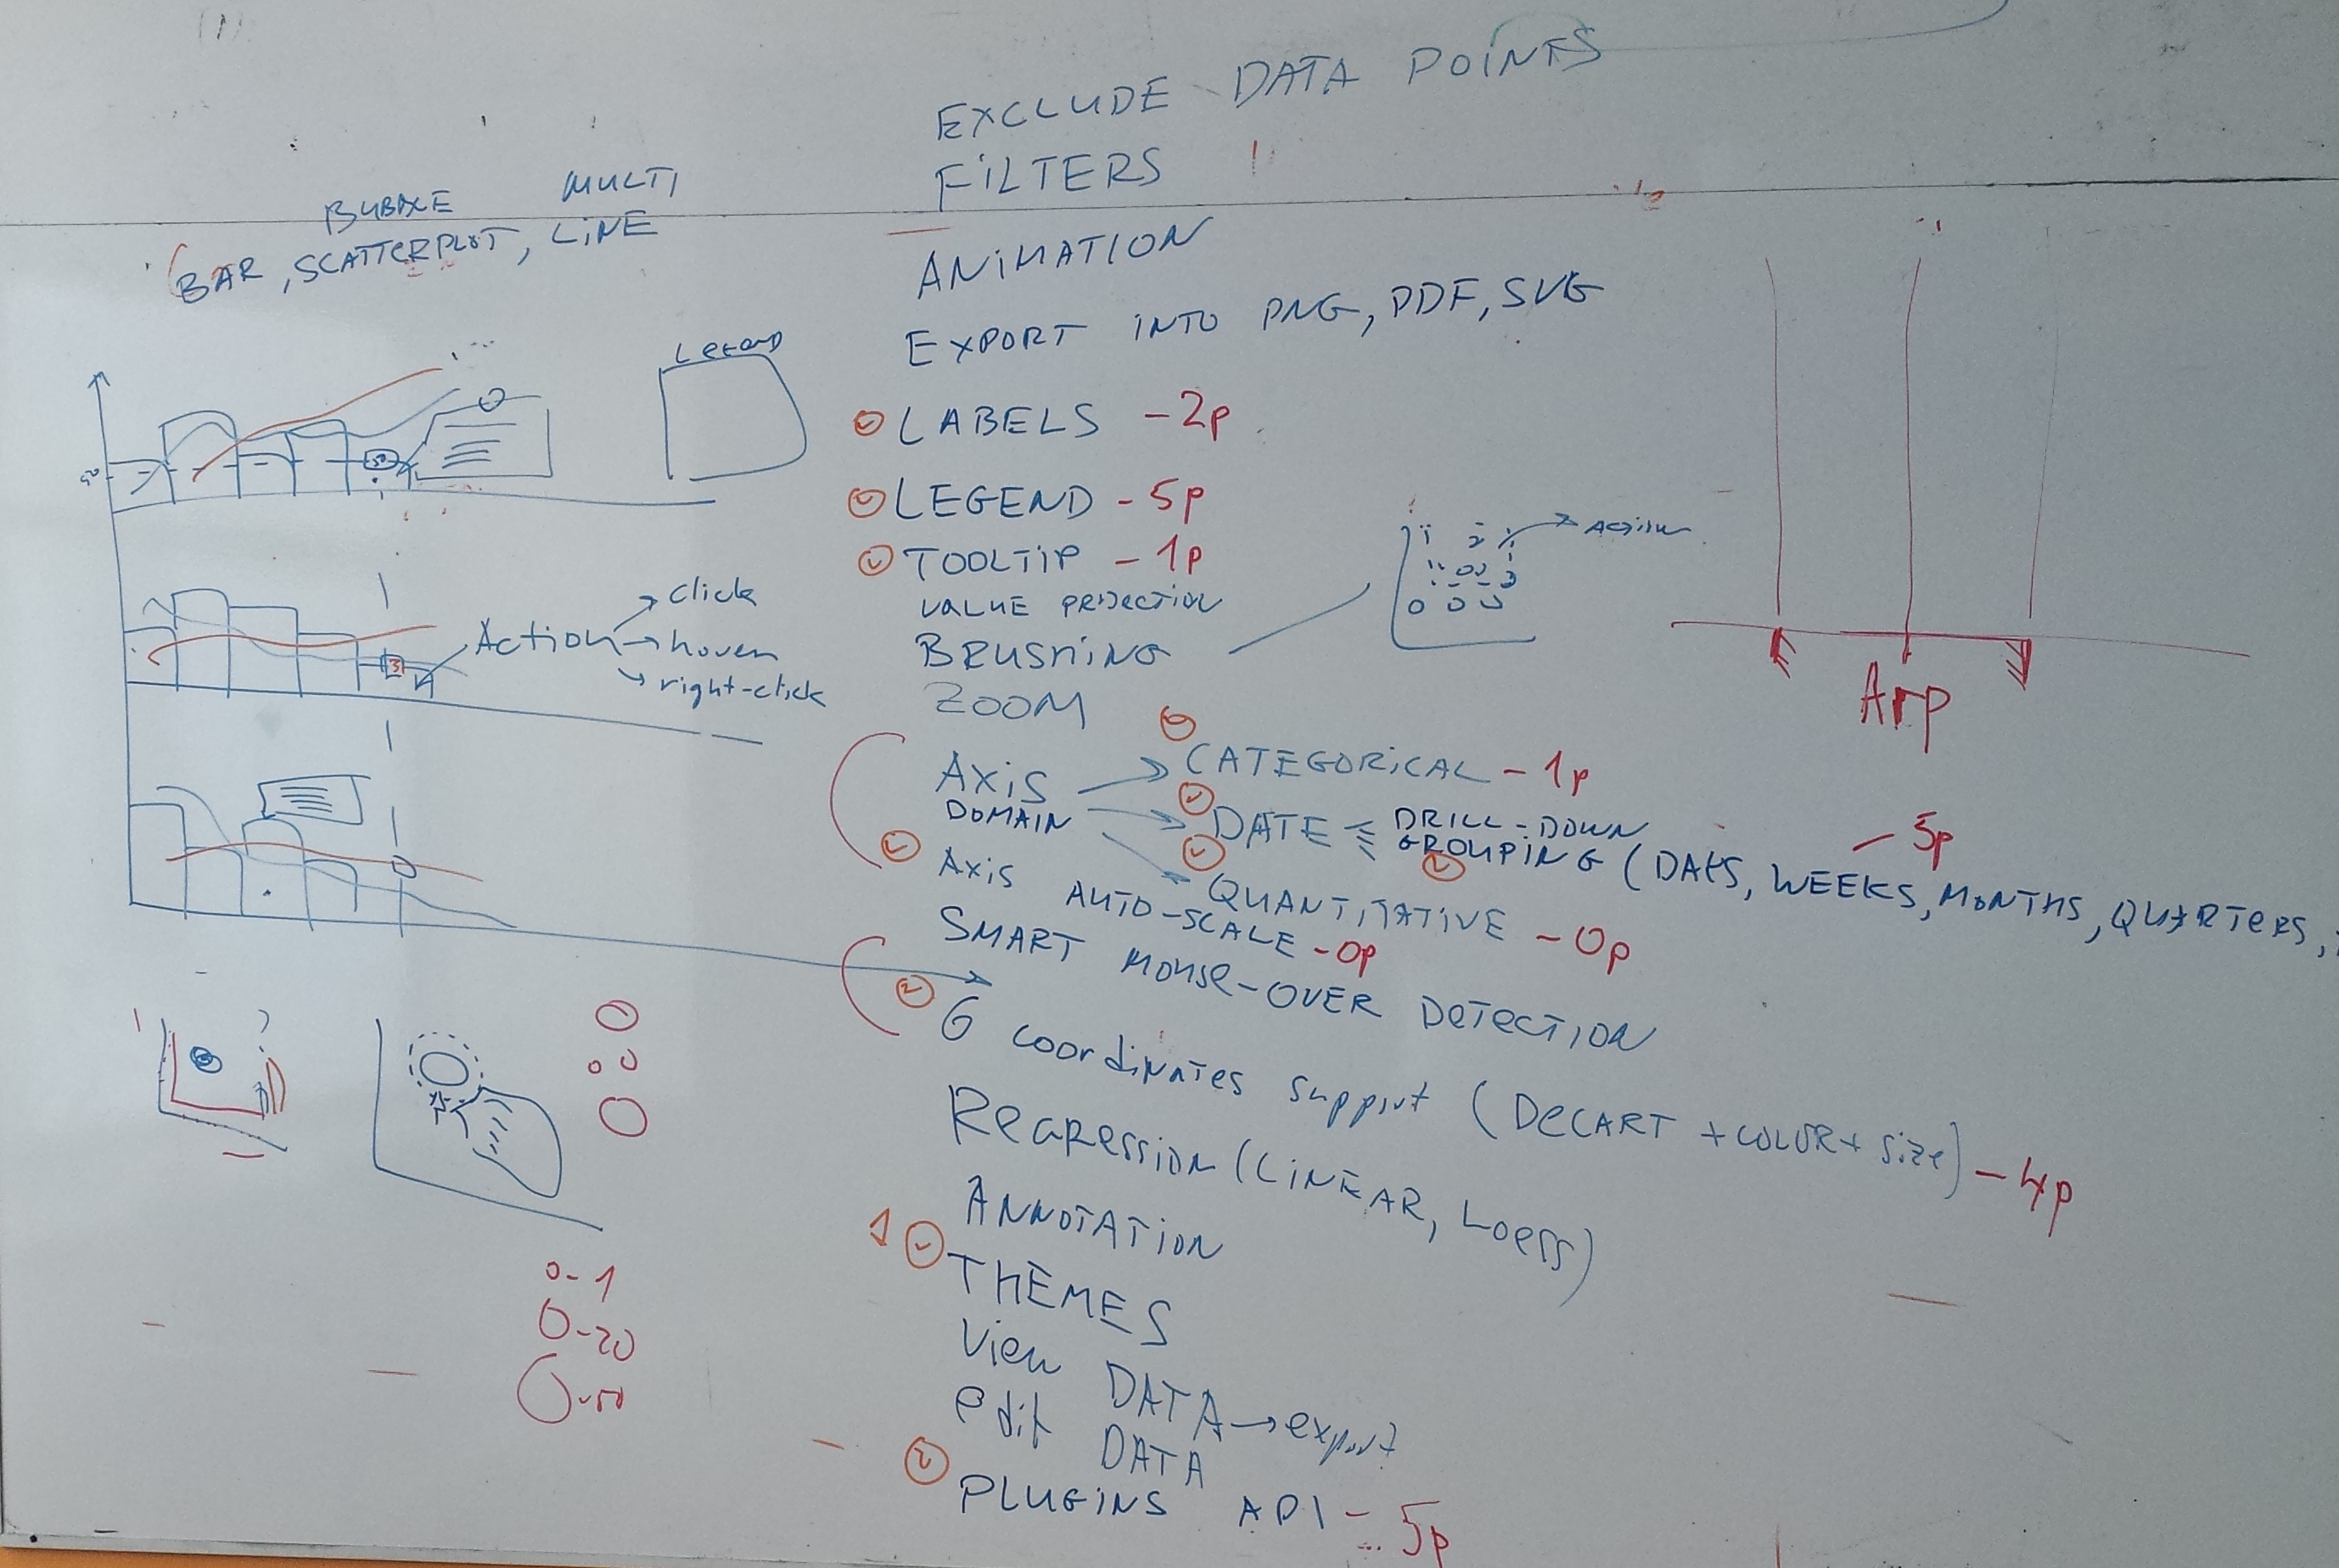 EXCLUDE DATA POINTS
FILTERS
BUBBLE MULTI
BAR, SCATTERPLOT, LINE
ANIMATION
EXPORT INTO PNG, PDF, SVG
LEGEND
LABELS - 2p
LEGEND - 5p
TOOLTIP - 1p
VALUE PROJECTION
BRUSHING
ACTION
ZOOM
Action
click
hover
right-click
AXIS
DOMAIN
CATEGORICAL - 1p
DATE
DRILL-DOWN
GROUPING (DAYS, WEEKS, MONTHS, QUARTERS,
- 5p
QUANTITATIVE - 0p
AXIS AUTO-SCALE - 0p
SMART MOUSE-OVER DETECTION
6 coordinates support (DECART + COLOR + Size) - 4p
Regression (LINEAR, Loess)
ANNOTATION
1
THEMES
View DATA → export
edit DATA
PLUGINS API - 5p
0-1
0-20